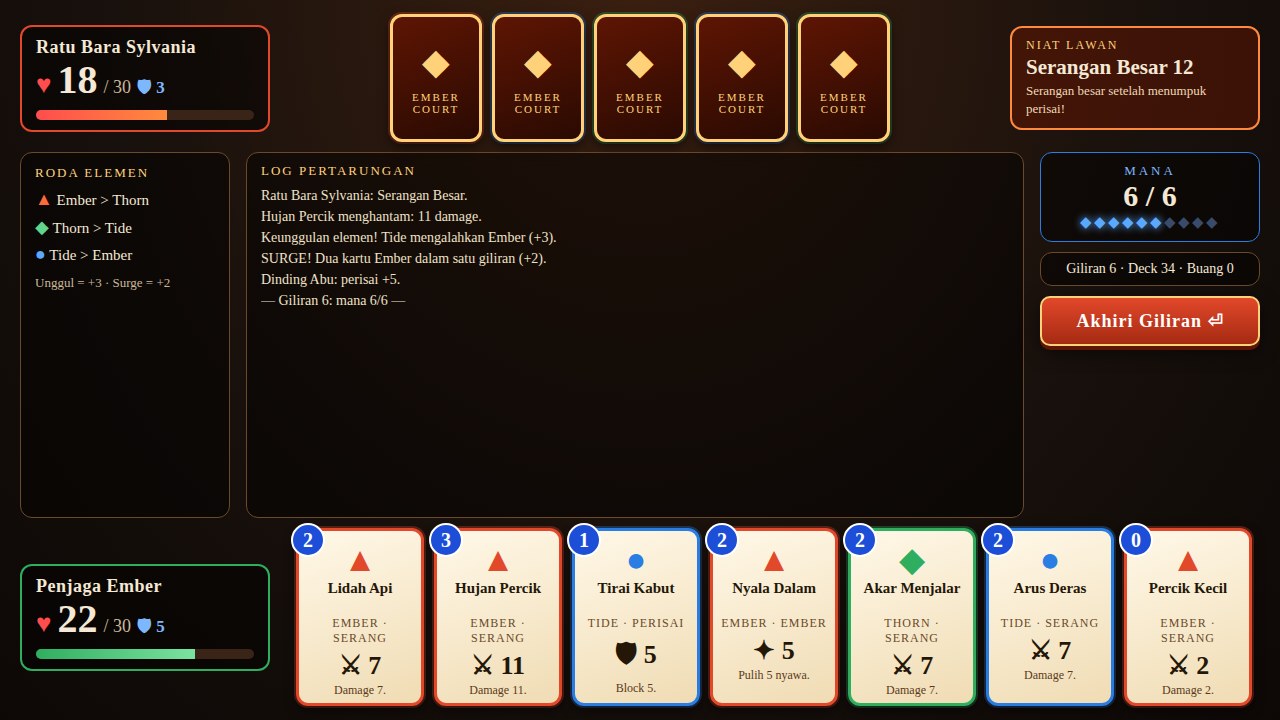 Ratu Bara Sylvania
♥ 18 / 30 🛡 3
EMBER
COURT
EMBER
COURT
EMBER
COURT
EMBER
COURT
EMBER
COURT
NIAT LAWAN
Serangan Besar 12
Serangan besar setelah menumpuk
perisai!
RODA ELEMEN
▲ Ember > Thorn
◆ Thorn > Tide
● Tide > Ember
Unggul = +3 · Surge = +2
LOG PERTARUNGAN
Ratu Bara Sylvania: Serangan Besar.
Hujan Percik menghantam: 11 damage.
Keunggulan elemen! Tide mengalahkan Ember (+3).
SURGE! Dua kartu Ember dalam satu giliran (+2).
Dinding Abu: perisai +5.
— Giliran 6: mana 6/6 —
MANA
6 / 6
Giliran 6 · Deck 34 · Buang 0
Akhiri Giliran ⏎
Penjaga Ember
♥ 22 / 30 🛡 5
2
Lidah Api
EMBER ·
SERANG
⚔ 7
Damage 7.
3
Hujan Percik
EMBER ·
SERANG
⚔ 11
Damage 11.
1
Tirai Kabut
TIDE · PERISAI
🛡 5
Block 5.
2
Nyala Dalam
EMBER · EMBER
✦ 5
Pulih 5 nyawa.
2
Akar Menjalar
THORN ·
SERANG
⚔ 7
Damage 7.
2
Arus Deras
TIDE · SERANG
⚔ 7
Damage 7.
0
Percik Kecil
EMBER ·
SERANG
⚔ 2
Damage 2.